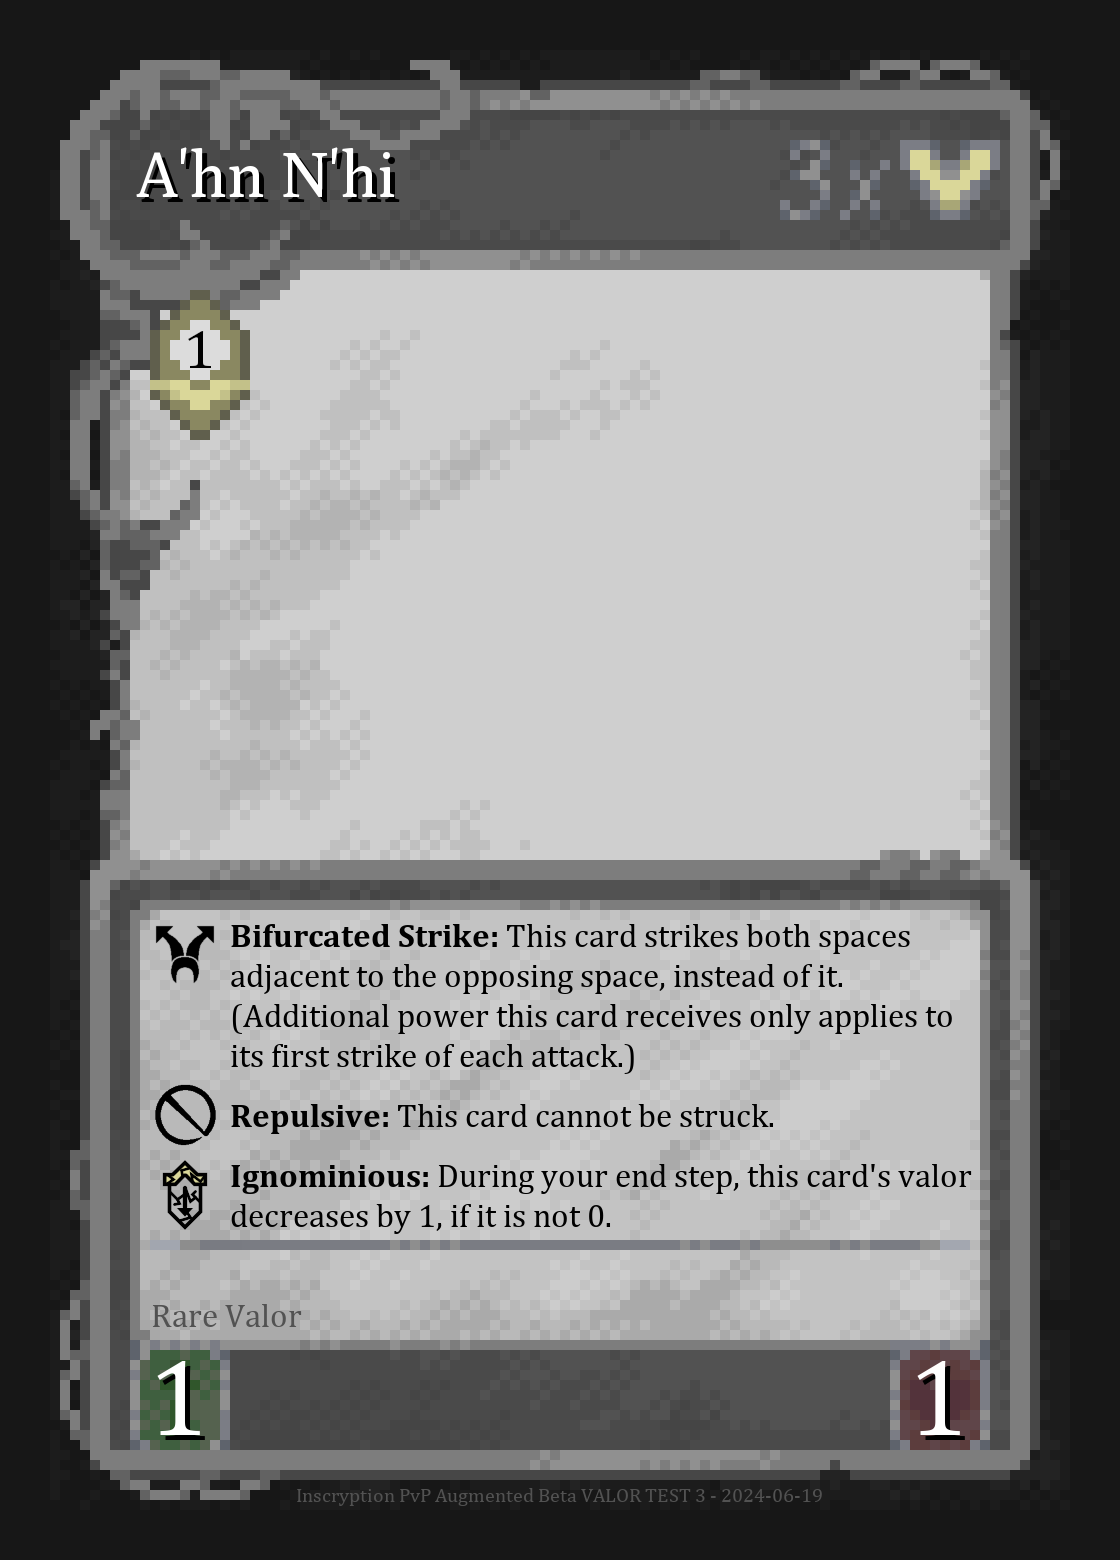 A'hn N'hi
3x
1
Bifurcated Strike: This card strikes both spaces
adjacent to the opposing space, instead of it.
(Additional power this card receives only applies to
its first strike of each attack.)
Repulsive: This card cannot be struck.
Ignominious: During your end step, this card's valor
decreases by 1, if it is not 0.
Rare Valor
1
1
Inscryption PvP Augmented Beta VALOR TEST 3 - 2024-06-19